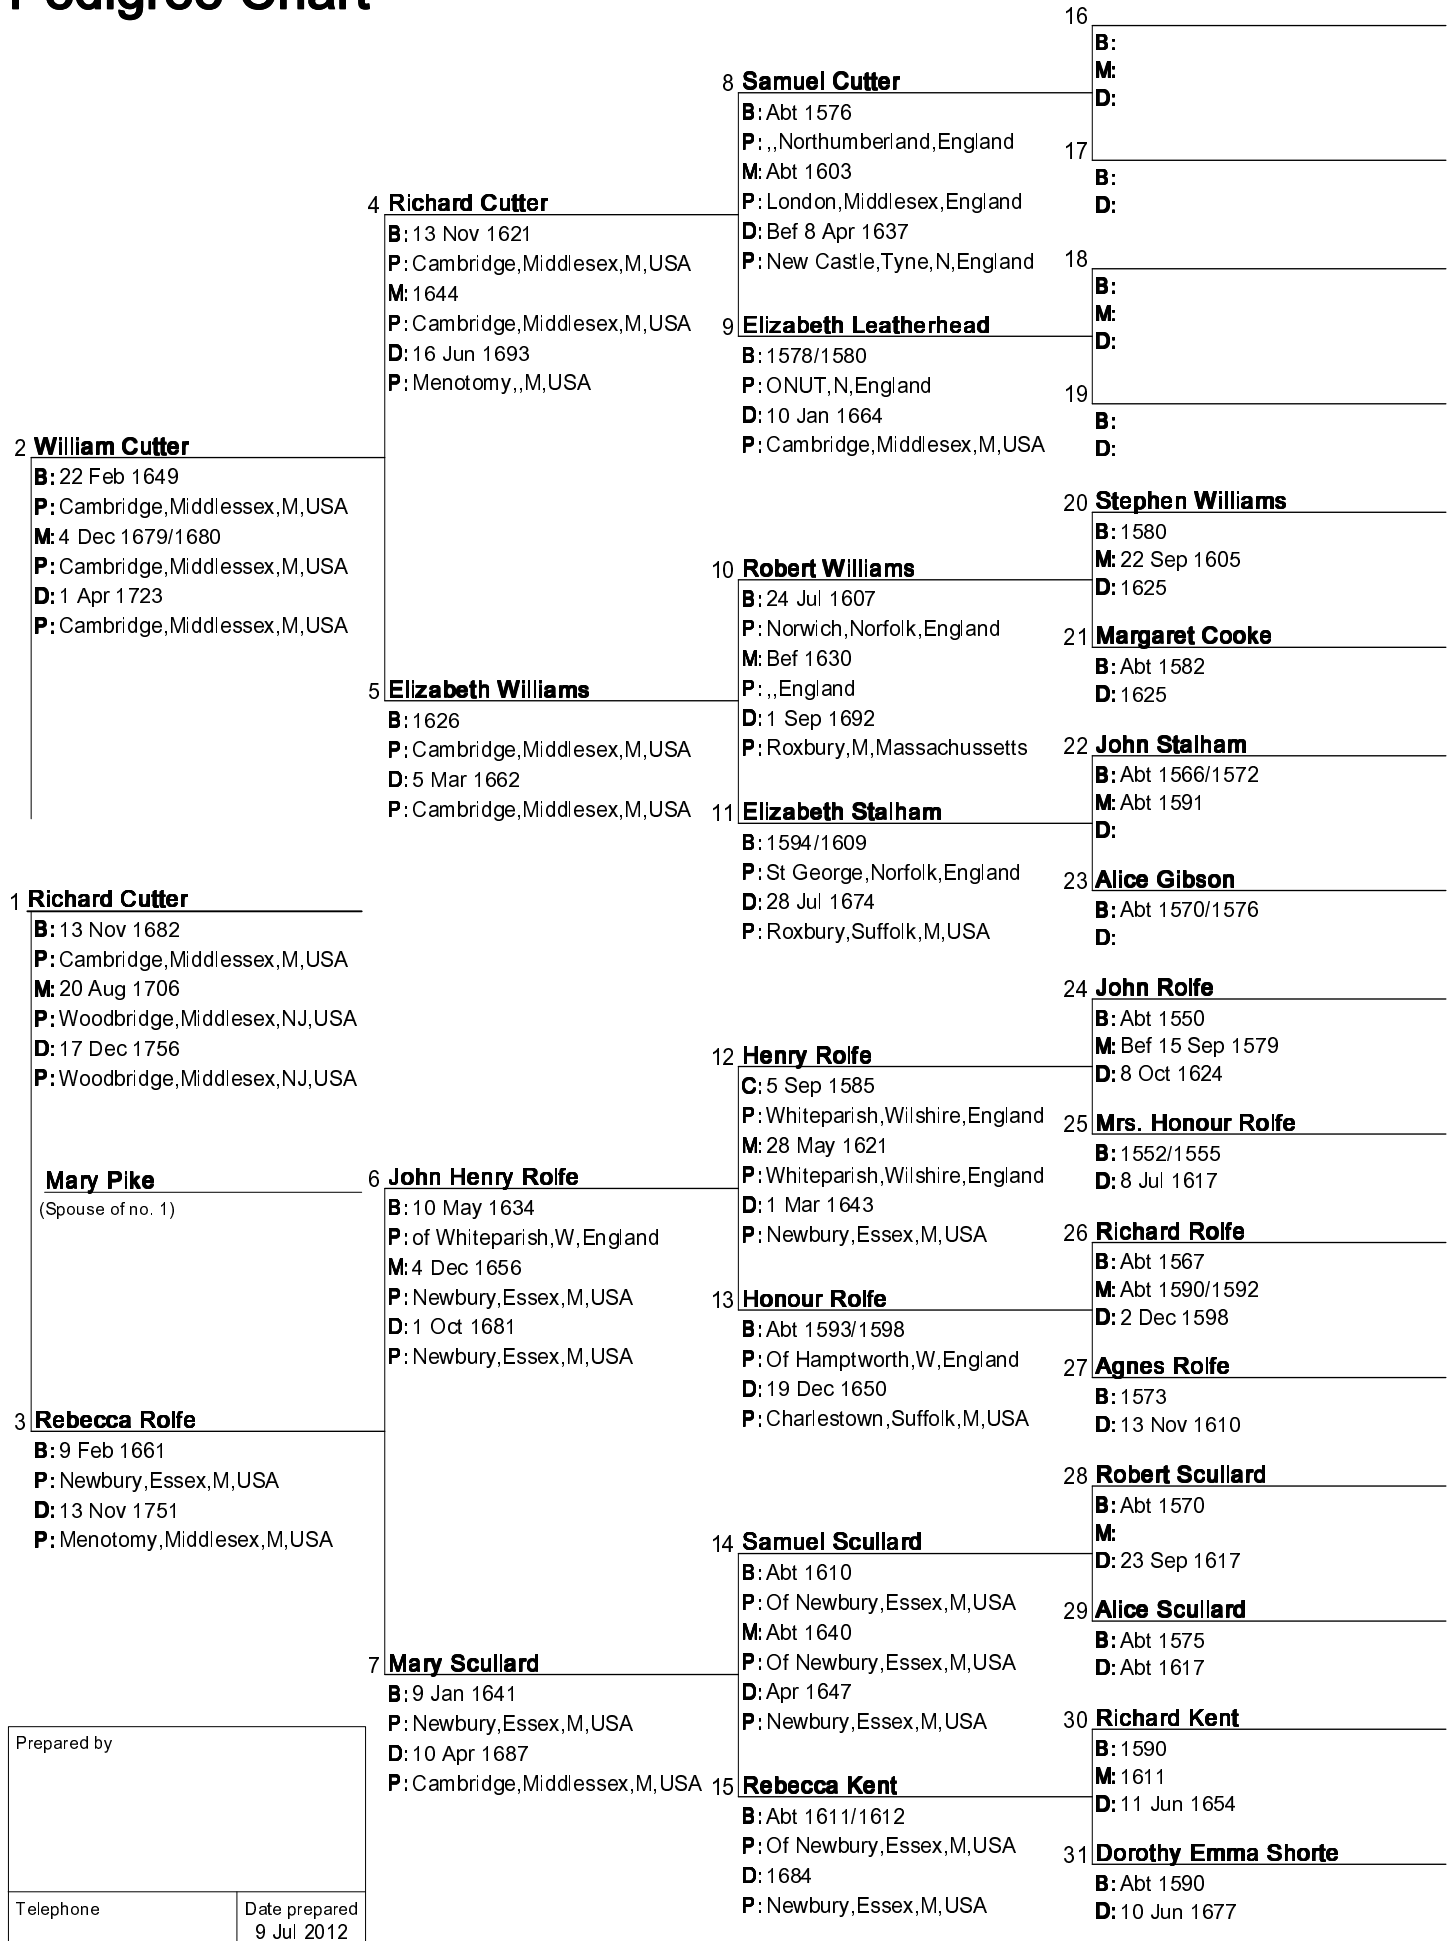 Pedigree Chart
16
B:
M:
D:
8 Samuel Cutter
B: Abt 1576
P: ,,Northumberland,England
M: Abt 1603
P: London,Middlesex,England
D: Bef 8 Apr 1637
P: New Castle,Tyne,N,England
17
B:
D:
4 Richard Cutter
B: 13 Nov 1621
P: Cambridge,Middlesex,M,USA
M: 1644
P: Cambridge,Middlesex,M,USA
D: 16 Jun 1693
P: Menotomy,,M,USA
18
B:
M:
D:
9 Elizabeth Leatherhead
B: 1578/1580
P: ONUT,N,England
D: 10 Jan 1664
P: Cambridge,Middlesex,M,USA
19
B:
D:
2 William Cutter
B: 22 Feb 1649
P: Cambridge,Middlessex,M,USA
M: 4 Dec 1679/1680
P: Cambridge,Middlessex,M,USA
D: 1 Apr 1723
P: Cambridge,Middlessex,M,USA
20 Stephen Williams
B: 1580
M: 22 Sep 1605
D: 1625
10 Robert Williams
B: 24 Jul 1607
P: Norwich,Norfolk,England
M: Bef 1630
P: ,,England
D: 1 Sep 1692
P: Roxbury,M,Massachussetts
21 Margaret Cooke
B: Abt 1582
D: 1625
5 Elizabeth Williams
B: 1626
P: Cambridge,Middlesex,M,USA
D: 5 Mar 1662
P: Cambridge,Middlesex,M,USA
22 John Stalham
B: Abt 1566/1572
M: Abt 1591
D:
11 Elizabeth Stalham
B: 1594/1609
P: St George,Norfolk,England
D: 28 Jul 1674
P: Roxbury,Suffolk,M,USA
23 Alice Gibson
B: Abt 1570/1576
D:
1 Richard Cutter
B: 13 Nov 1682
P: Cambridge,Middlessex,M,USA
M: 20 Aug 1706
P: Woodbridge,Middlesex,NJ,USA
D: 17 Dec 1756
P: Woodbridge,Middlesex,NJ,USA
24 John Rolfe
B: Abt 1550
M: Bef 15 Sep 1579
D: 8 Oct 1624
12 Henry Rolfe
C: 5 Sep 1585
P: Whiteparish,Wilshire,England
M: 28 May 1621
P: Whiteparish,Wilshire,England
D: 1 Mar 1643
P: Newbury,Essex,M,USA
25 Mrs. Honour Rolfe
B: 1552/1555
D: 8 Jul 1617
Mary Pike
(Spouse of no. 1)
6 John Henry Rolfe
B: 10 May 1634
P: of Whiteparish,W,England
M: 4 Dec 1656
P: Newbury,Essex,M,USA
D: 1 Oct 1681
P: Newbury,Essex,M,USA
26 Richard Rolfe
B: Abt 1567
M: Abt 1590/1592
D: 2 Dec 1598
13 Honour Rolfe
B: Abt 1593/1598
P: Of Hamptworth,W,England
D: 19 Dec 1650
P: Charlestown,Suffolk,M,USA
27 Agnes Rolfe
B: 1573
D: 13 Nov 1610
3 Rebecca Rolfe
B: 9 Feb 1661
P: Newbury,Essex,M,USA
D: 13 Nov 1751
P: Menotomy,Middlesex,M,USA
28 Robert Scullard
B: Abt 1570
M:
D: 23 Sep 1617
14 Samuel Scullard
B: Abt 1610
P: Of Newbury,Essex,M,USA
M: Abt 1640
P: Of Newbury,Essex,M,USA
D: Apr 1647
P: Newbury,Essex,M,USA
29 Alice Scullard
B: Abt 1575
D: Abt 1617
7 Mary Scullard
B: 9 Jan 1641
P: Newbury,Essex,M,USA
D: 10 Apr 1687
P: Cambridge,Middlessex,M,USA
30 Richard Kent
B: 1590
M: 1611
D: 11 Jun 1654
15 Rebecca Kent
B: Abt 1611/1612
P: Of Newbury,Essex,M,USA
D: 1684
P: Newbury,Essex,M,USA
31 Dorothy Emma Shorte
B: Abt 1590
D: 10 Jun 1677
Prepared by
Telephone
Date prepared
9 Jul 2012